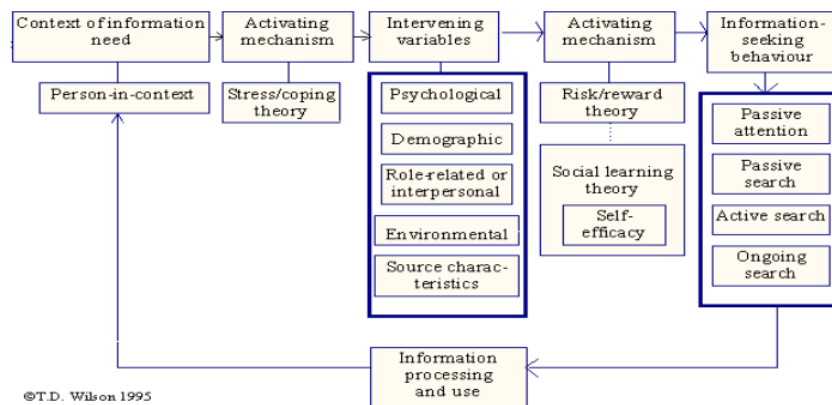 Context of information
need
Activating
mechanism
Intervening
variables
Activating
mechanism
Information-
seeking
behaviour
Person-in-context
Stress/coping
theory
Psychological
Demographic
Role-related or
interpersonal
Environmental
Source charac-
teristics
Risk/reward
theory
Social learning
theory
Self-
efficacy
Passive
attention
Passive
search
Active search
Ongoing
search
Information
processing
and use
©T.D. Wilson 1995